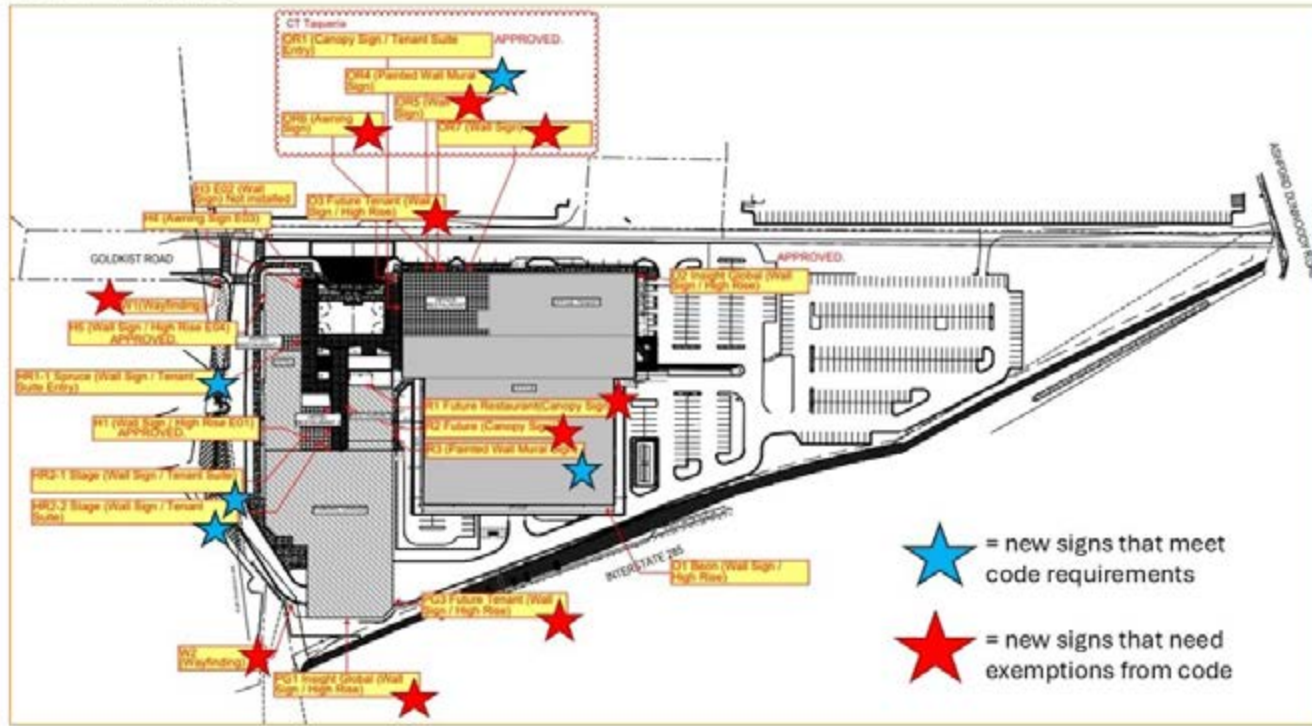 CT Taqueria
OR1 (Canopy Sign / Tenant Suite
Entry)
APPROVED.
OR4 (Painted Wall Mural
Sign)
OR5 (Wall
Sign)
OR6 (Awning
Sign)
OR7 (Wall Sign)
H3 E02 (Wall
Sign) Not installed
H4 (Awning Sign E03)
O3 Future Tenant (Wall
Sign / High Rise)
ASHFORD DUNWOODY ROAD
GOLDKIST ROAD
APPROVED.
O2 Insight Global (Wall
Sign / High Rise)
W1(Wayfinding)
H5 (Wall Sign / High Rise E04)
APPROVED.
HR1-1 Spruce (Wall Sign / Tenant
Suite Entry)
R1 Future Restaurant(Canopy Sign
H1 (Wall Sign / High Rise E01)
APPROVED.
R2 Future (Canopy Sign
R3 (Painted Wall Mural Sign)
HR2-1 Stage (Wall Sign / Tenant
Suite)
HR2-2 Stage (Wall Sign / Tenant
Suite)
= new signs that meet
code requirements
INTERSTATE 285
O1 (Wall Sign /
High Rise)
PG3 Future Tenant (Wall
Sign / High Rise)
W2
(Wayfinding)
= new signs that need
exemptions from code
PG1 Insight Global (Wall
Sign / High Rise)